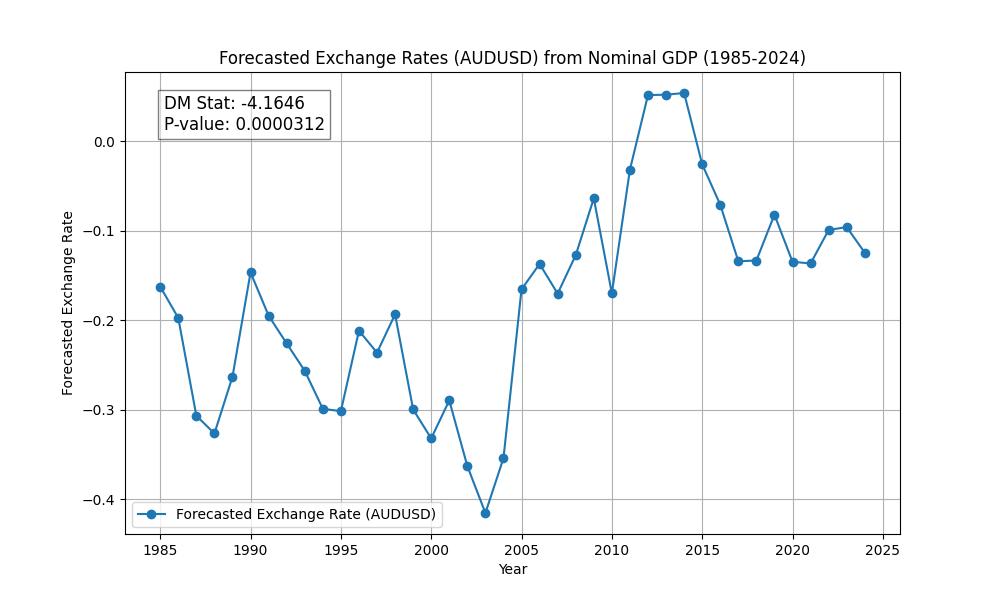 Forecasted Exchange Rates (AUDUSD) from Nominal GDP (1985-2024)
DM Stat: -4.1646
P-value: 0.0000312
Forecasted Exchange Rate
0.0
−0.1
−0.2
−0.3
−0.4
Forecasted Exchange Rate (AUDUSD)
1985 1990 1995 2000 2005 2010 2015 2020 2025
Year